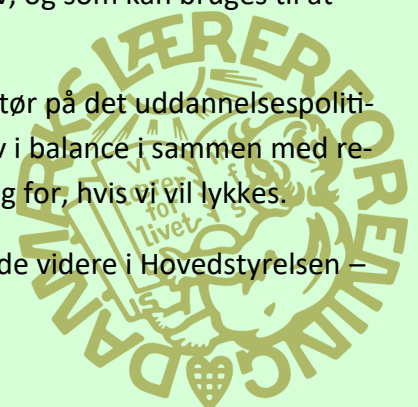 , og som kan bruges til at
tør på det uddannelsespoliti-
v i balance i sammen med re-
g for, hvis vi vil lykkes.
de videre i Hovedstyrelsen –
DANMARKS LÆRERFORENING
vi
lærer
for
livet